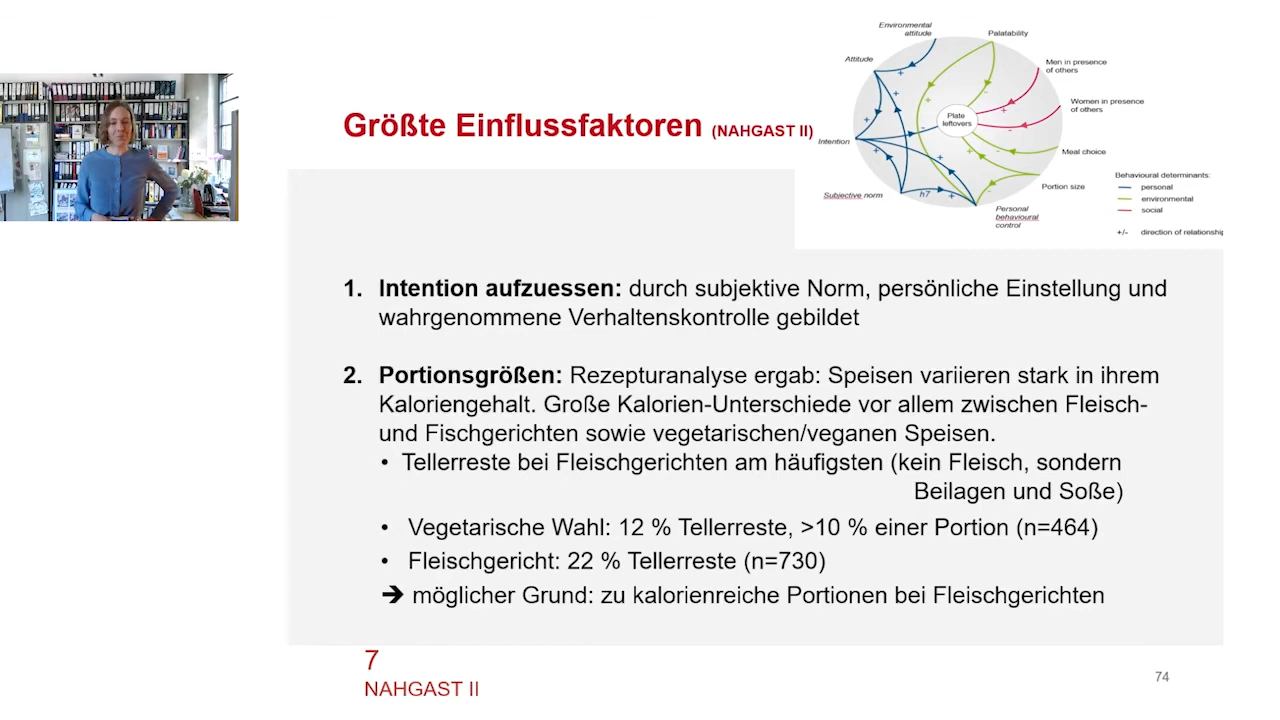 Größte Einflussfaktoren (NAHGAST II)
Environmental
attitude
Palatability
Attitude
Men in presence
of others
Women in presence
of others
Plate
leftovers
Intention
Meal choice
Portion size
Subjective norm
h7
Personal
behavioural
control
Behavioural determinants:
personal
environmental
social
+/- direction of relationship
1. Intention aufzuessen: durch subjektive Norm, persönliche Einstellung und
wahrgenommene Verhaltenskontrolle gebildet
2. Portionsgrößen: Rezepturanalyse ergab: Speisen variieren stark in ihrem
Kaloriengehalt. Große Kalorien-Unterschiede vor allem zwischen Fleisch-
und Fischgerichten sowie vegetarischen/veganen Speisen.
• Tellerreste bei Fleischgerichten am häufigsten (kein Fleisch, sondern
Beilagen und Soße)
• Vegetarische Wahl: 12 % Tellerreste, >10 % einer Portion (n=464)
• Fleischgericht: 22 % Tellerreste (n=730)
➔ möglicher Grund: zu kalorienreiche Portionen bei Fleischgerichten
7
NAHGAST II
74